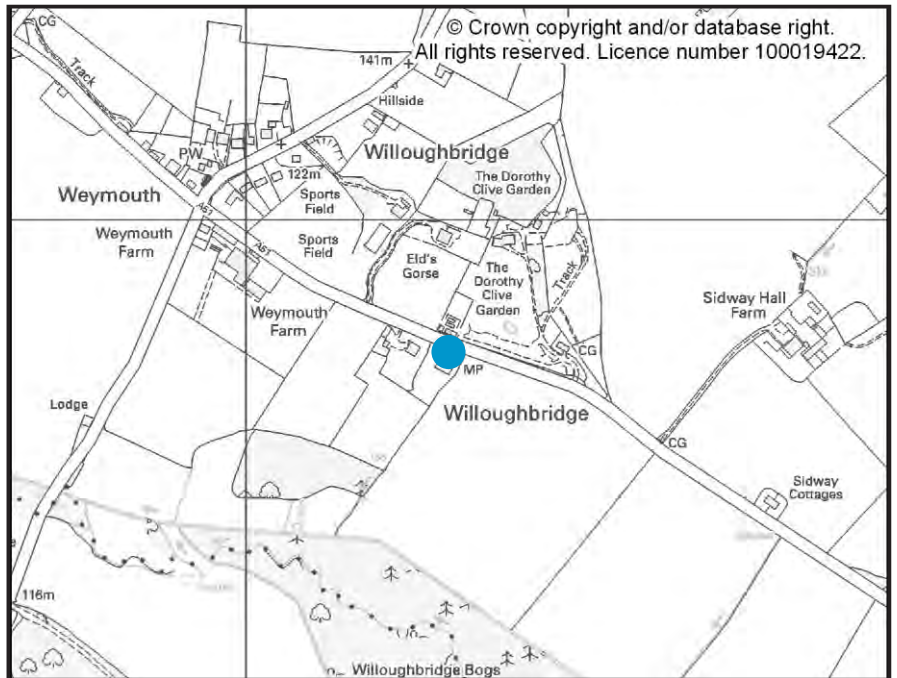 © Crown copyright and/or database right.
All rights reserved. Licence number 100019422.
CG
Track
141m
Hillside
PW
Willoughbridge
122m
The Dorothy
Clive Garden
Weymouth
Sports
Field
A51
Weymouth
Farm
A51
Sports
Field
Eld's
Gorse
The
Dorothy
Clive
Garden
Track
Sidway Hall
Farm
Weymouth
Farm
MP
CG
Lodge
Willoughbridge
CG
Sidway
Cottages
116m
Willoughbridge Bogs